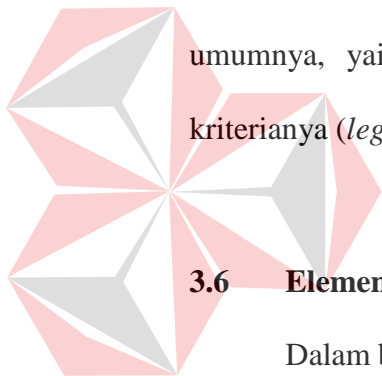 umumnya, yai
kriterianya (leg
3.6 Elemen
Dalam b